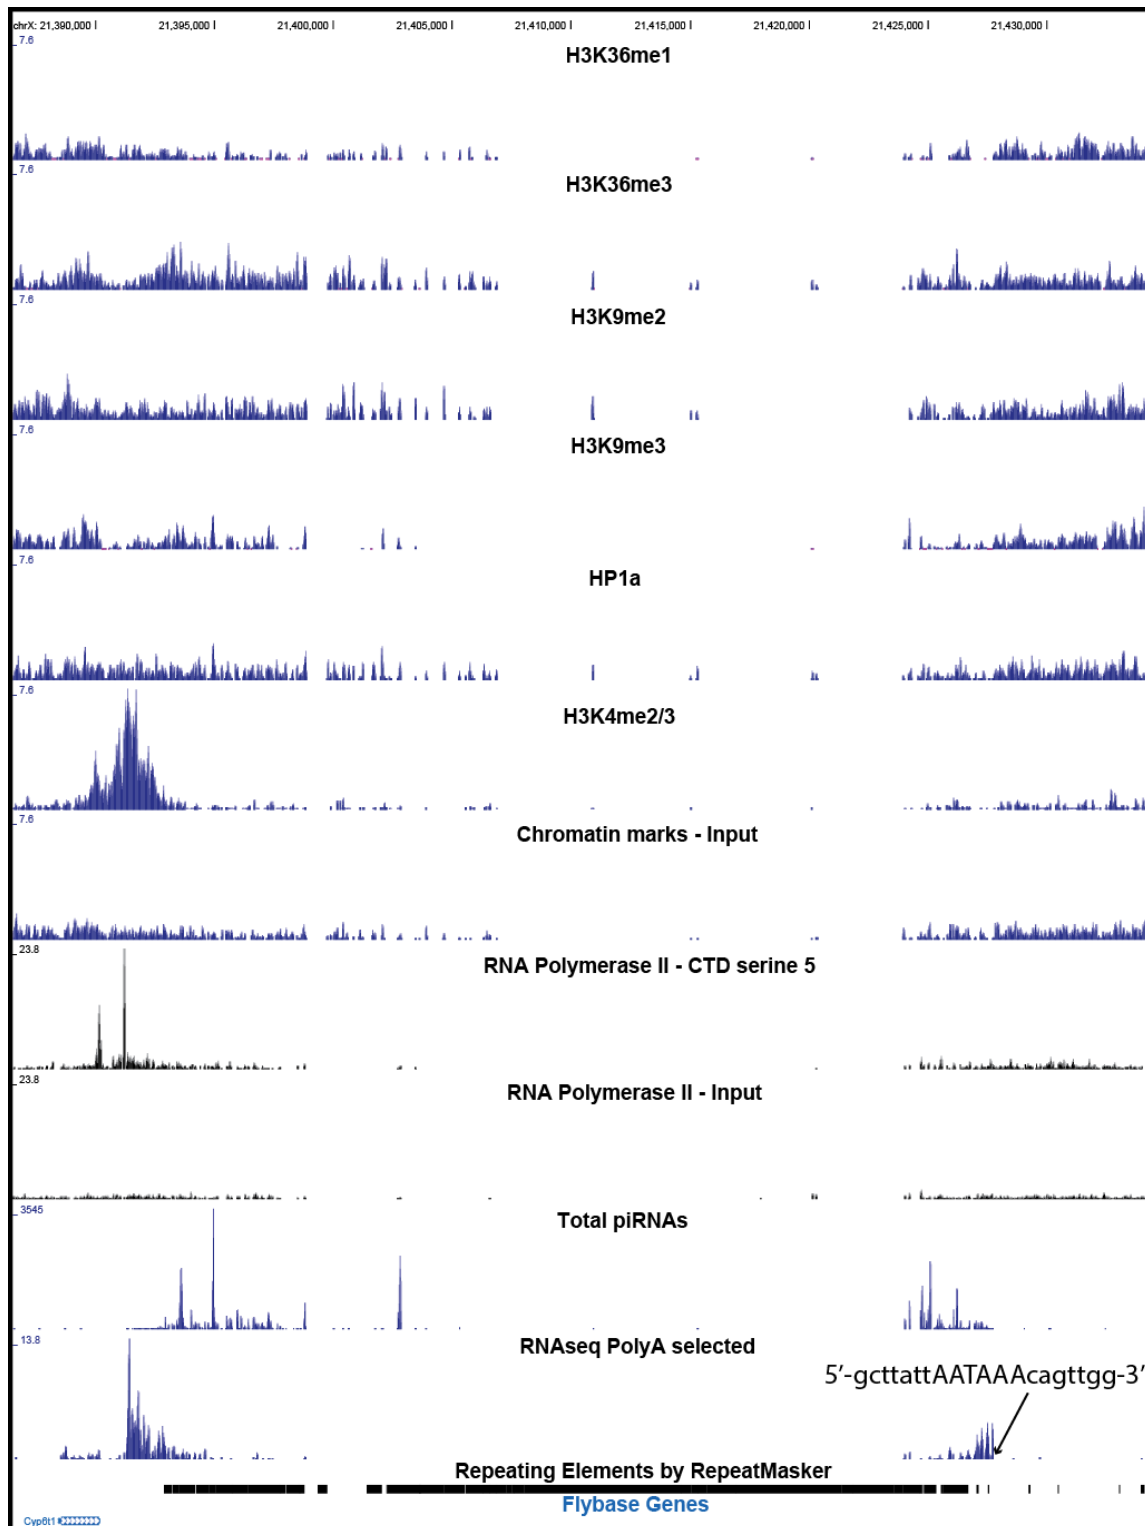 chrX: 21,390,000 21,395,000 21,400,000 21,405,000 21,410,000 21,415,000 21,420,000 21,425,000 21,430,000
7.6
H3K36me1
7.6
H3K36me3
7.6
H3K9me2
7.6
H3K9me3
7.6
HP1a
7.6
H3K4me2/3
7.6
Chromatin marks - Input
23.8
RNA Polymerase II - CTD serine 5
23.8
RNA Polymerase II - Input
3545
Total piRNAs
13.8
RNAseq PolyA selected
5'-gcttattAATAAAcagttgg-3'
Repeating Elements by RepeatMasker
Flybase Genes
Cyp6t1